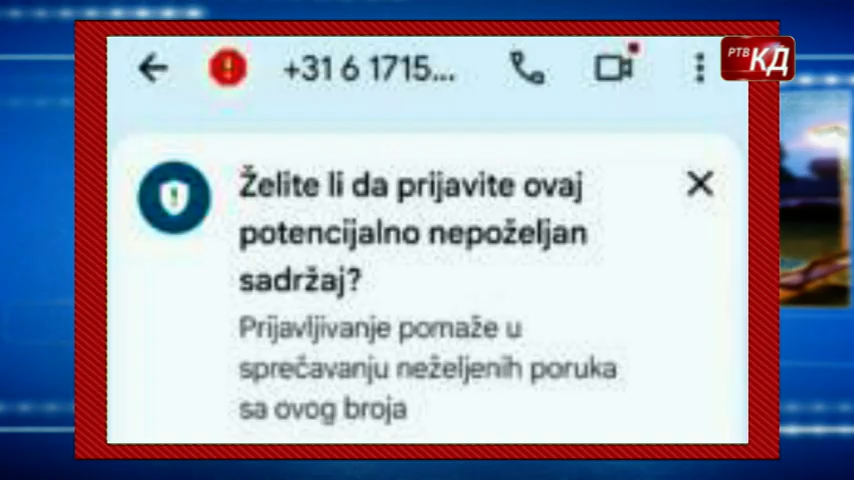 +31 6 1715...
РТВ КД
Želite li da prijavite ovaj
potencijalno nepoželjan
sadržaj?
Prijavljivanje pomaže u
sprečavanju neželjenih poruka
sa ovog broja